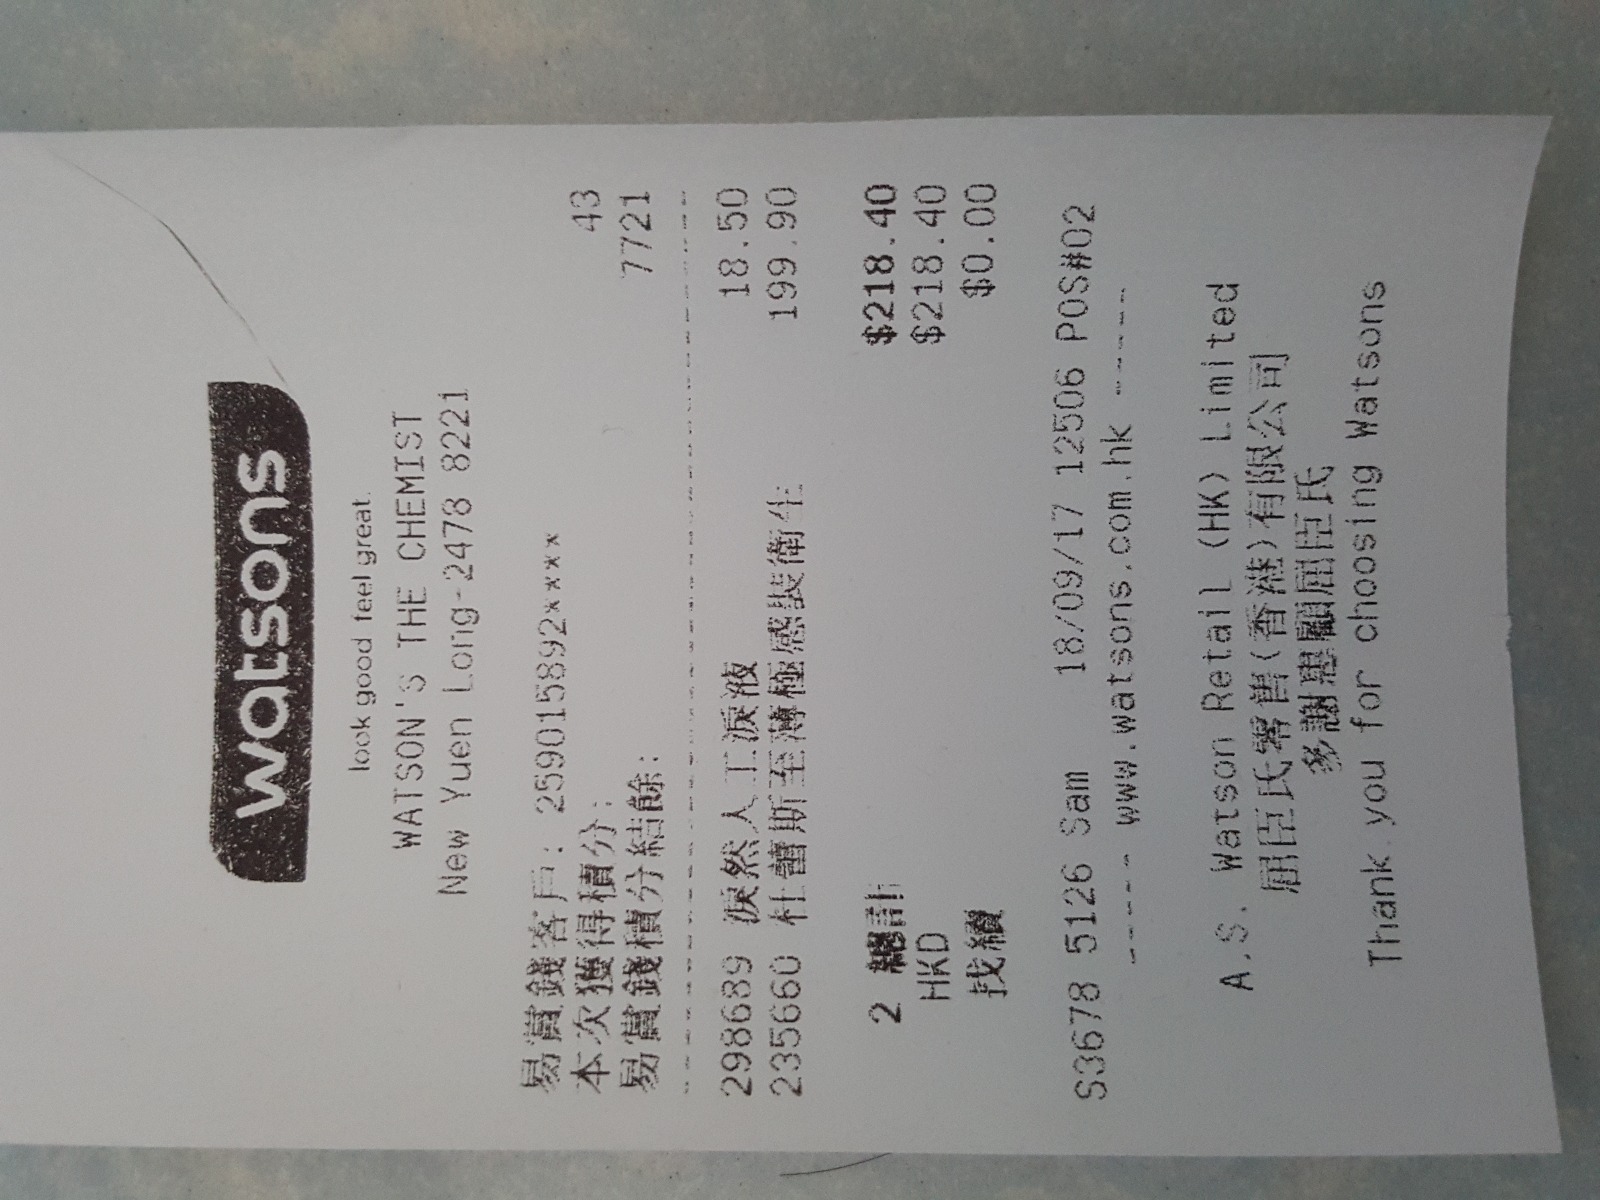 watsons
look good feel great.
WATSON'S THE CHEMIST
New Yuen Long-2478 8221
易賞錢客戶: 259015892****
本次獲得積分: 43
易賞錢積分結餘: 7721
298689 淚然人工淚液 18.50
235660 杜蕾斯至薄極感裝衛生 199.90
2 總計 $218.40
HKD $218.40
找續 $0.00
S3678 5126 Sam 18/09/17 12506 POS#02
----- www.watsons.com.hk -----
A.S. Watson Retail (HK) Limited
屈臣氏零售(香港)有限公司
多謝惠顧屈臣氏
Thank you for choosing Watsons